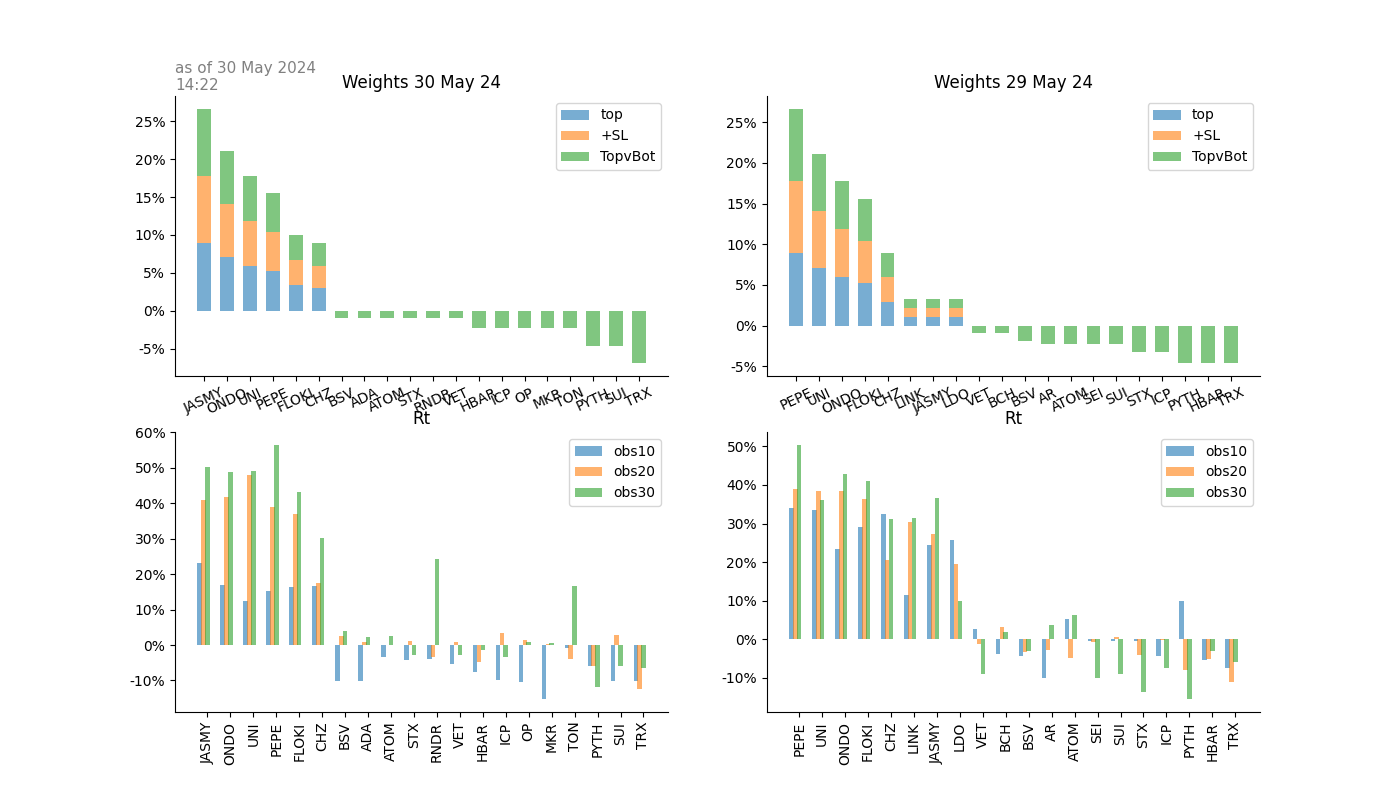 as of 30 May 2024
14:22
Weights 30 May 24
25%
20%
15%
10%
5%
0%
-5%
top
+SL
TopvBot
JASMY ONDO UNI PEPE FLOKI CHZ BSV ADA ATOM STX RNDR VET HBAR ICP OP MKR TON PYTH SUI TRX
Weights 29 May 24
25%
20%
15%
10%
5%
0%
-5%
top
+SL
TopvBot
PEPE UNI ONDO FLOKI CHZ LINK JASMY LDO VET BCH BSV AR ATOM SEI SUI STX ICP PYTH HBAR TRX
Rt
60%
50%
40%
30%
20%
10%
0%
-10%
obs10
obs20
obs30
JASMY ONDO UNI PEPE FLOKI CHZ BSV ADA ATOM STX RNDR VET HBAR ICP OP MKR TON PYTH SUI TRX
Rt
50%
40%
30%
20%
10%
0%
-10%
obs10
obs20
obs30
PEPE UNI ONDO FLOKI CHZ LINK JASMY LDO VET BCH BSV AR ATOM SEI SUI STX ICP PYTH HBAR TRX